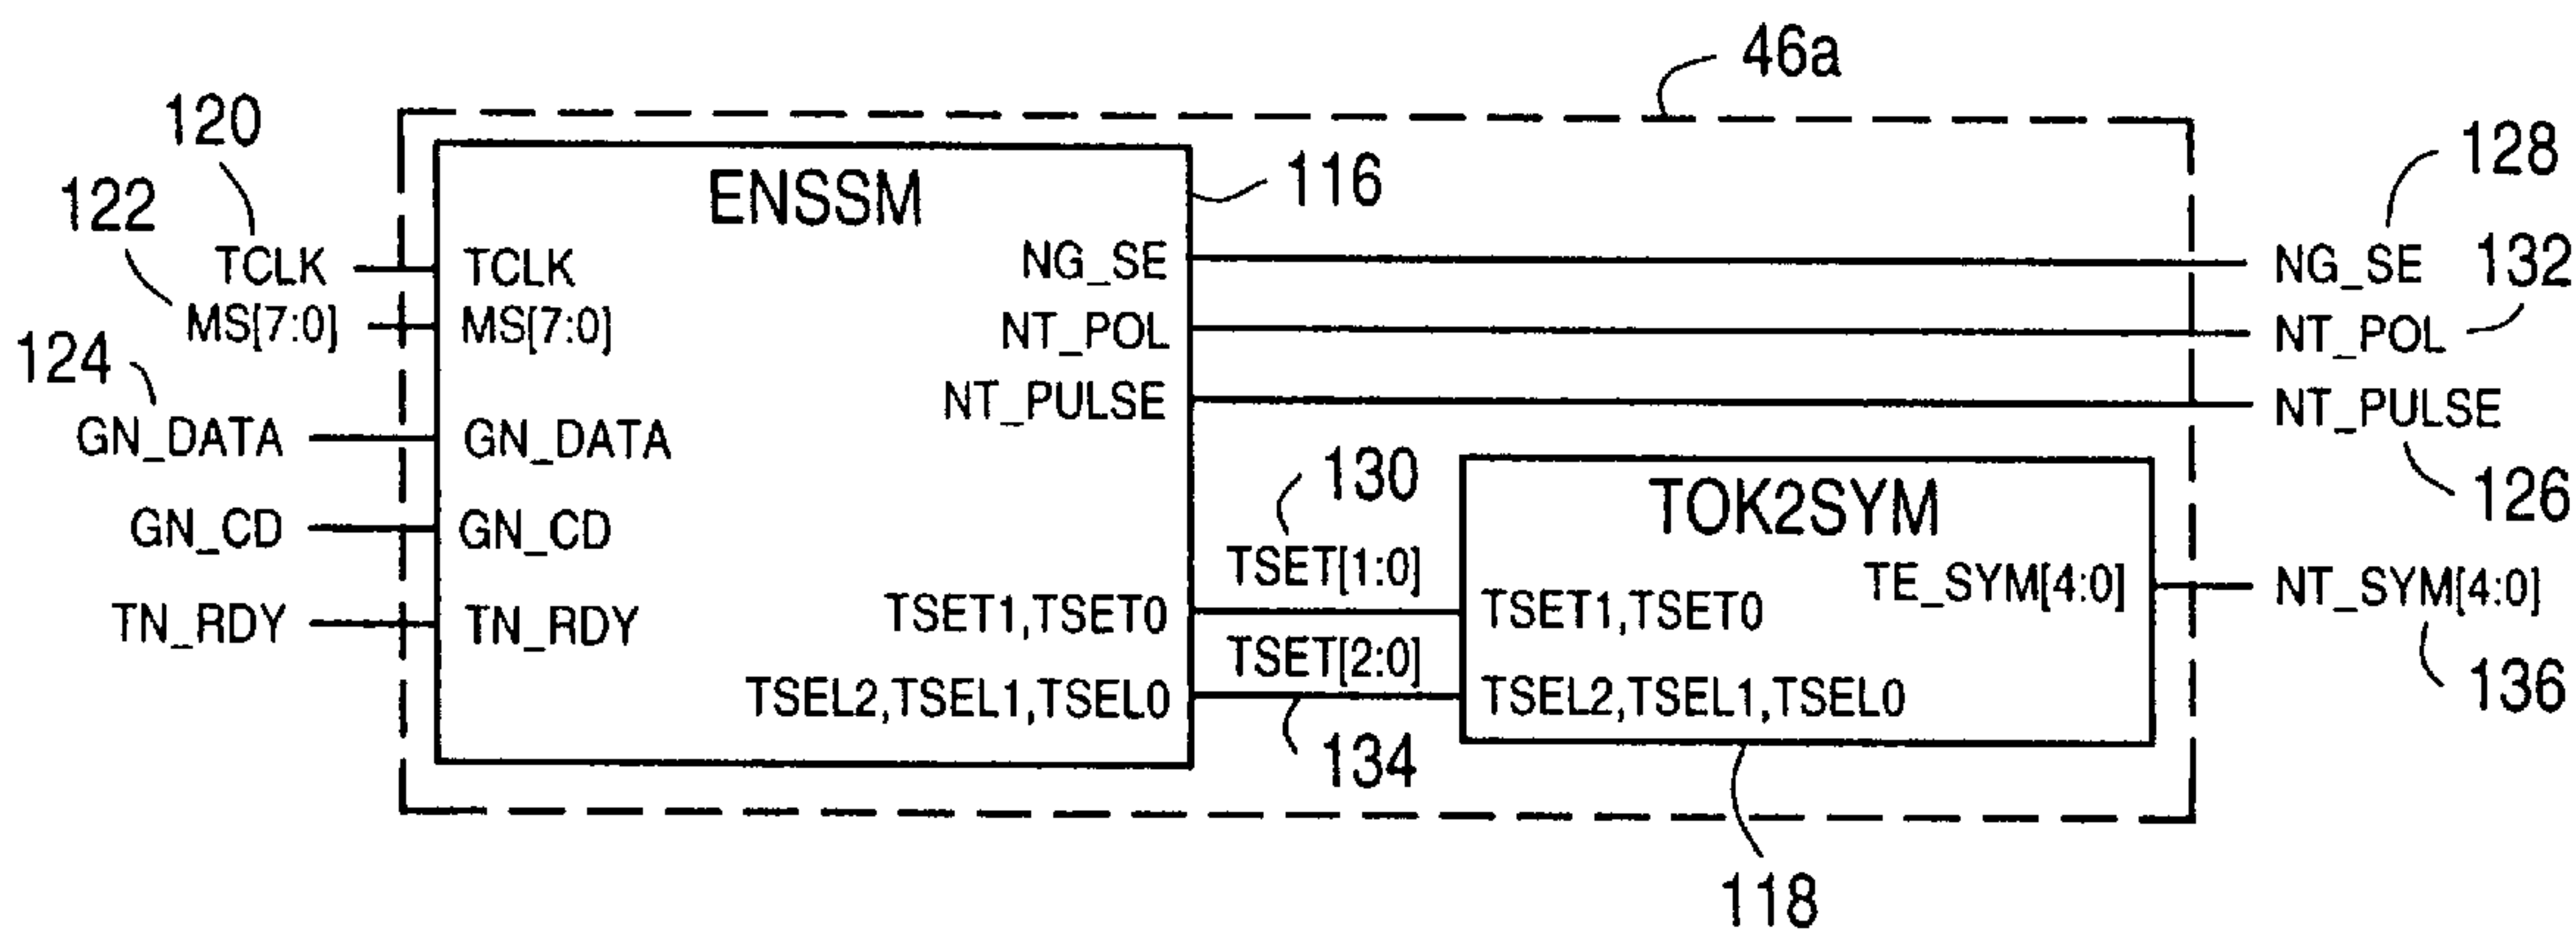 46a
120
128
122
ENSSM
116
132
TCLK
TCLK
NG_SE
NG_SE
MS[7:0]
MS[7:0]
NT_POL
NT_POL
124
NT_PULSE
NT_PULSE
GN_DATA
GN_DATA
130
TOK2SYM
126
GN_CD
GN_CD
TSET[1:0]
TE_SYM[4:0]
NT_SYM[4:0]
TN_RDY
TN_RDY
TSET1,TSET0
TSET1,TSET0
TSET[2:0]
TSEL2,TSEL1,TSEL0
TSEL2,TSEL1,TSEL0
136
134
118